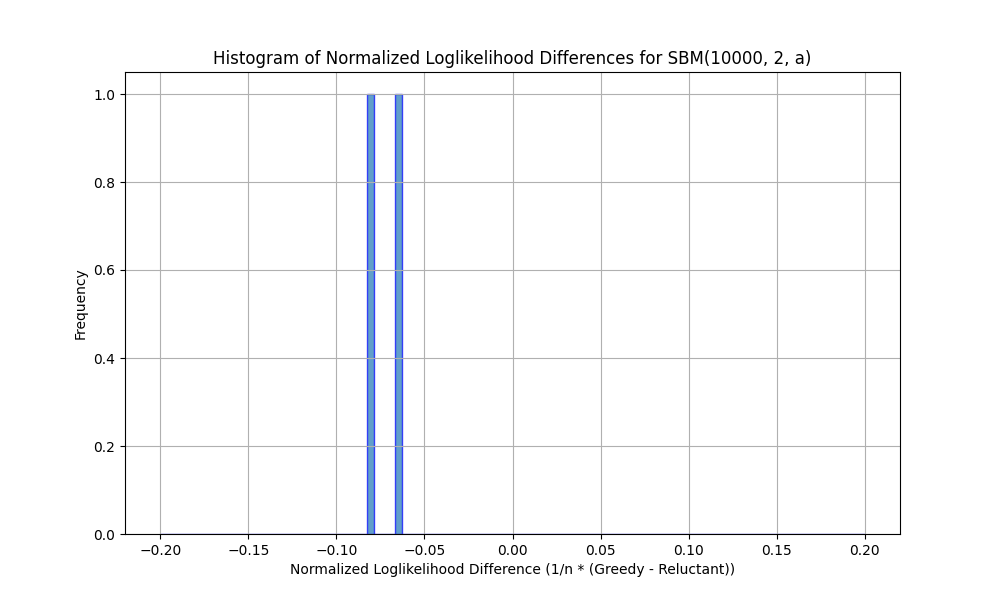 Histogram of Normalized Loglikelihood Differences for SBM(10000, 2, a)
1.0
0.8
0.6
0.4
0.2
0.0
Frequency
−0.20 −0.15 −0.10 −0.05 0.00 0.05 0.10 0.15 0.20
Normalized Loglikelihood Difference (1/n * (Greedy - Reluctant))